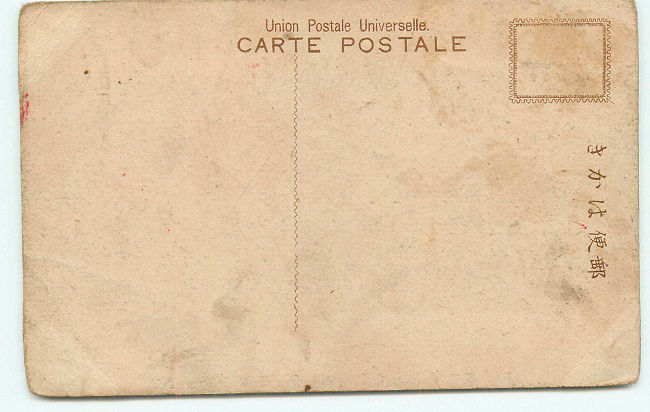 Union Postale Universelle.
CARTE POSTALE
郵便はかき